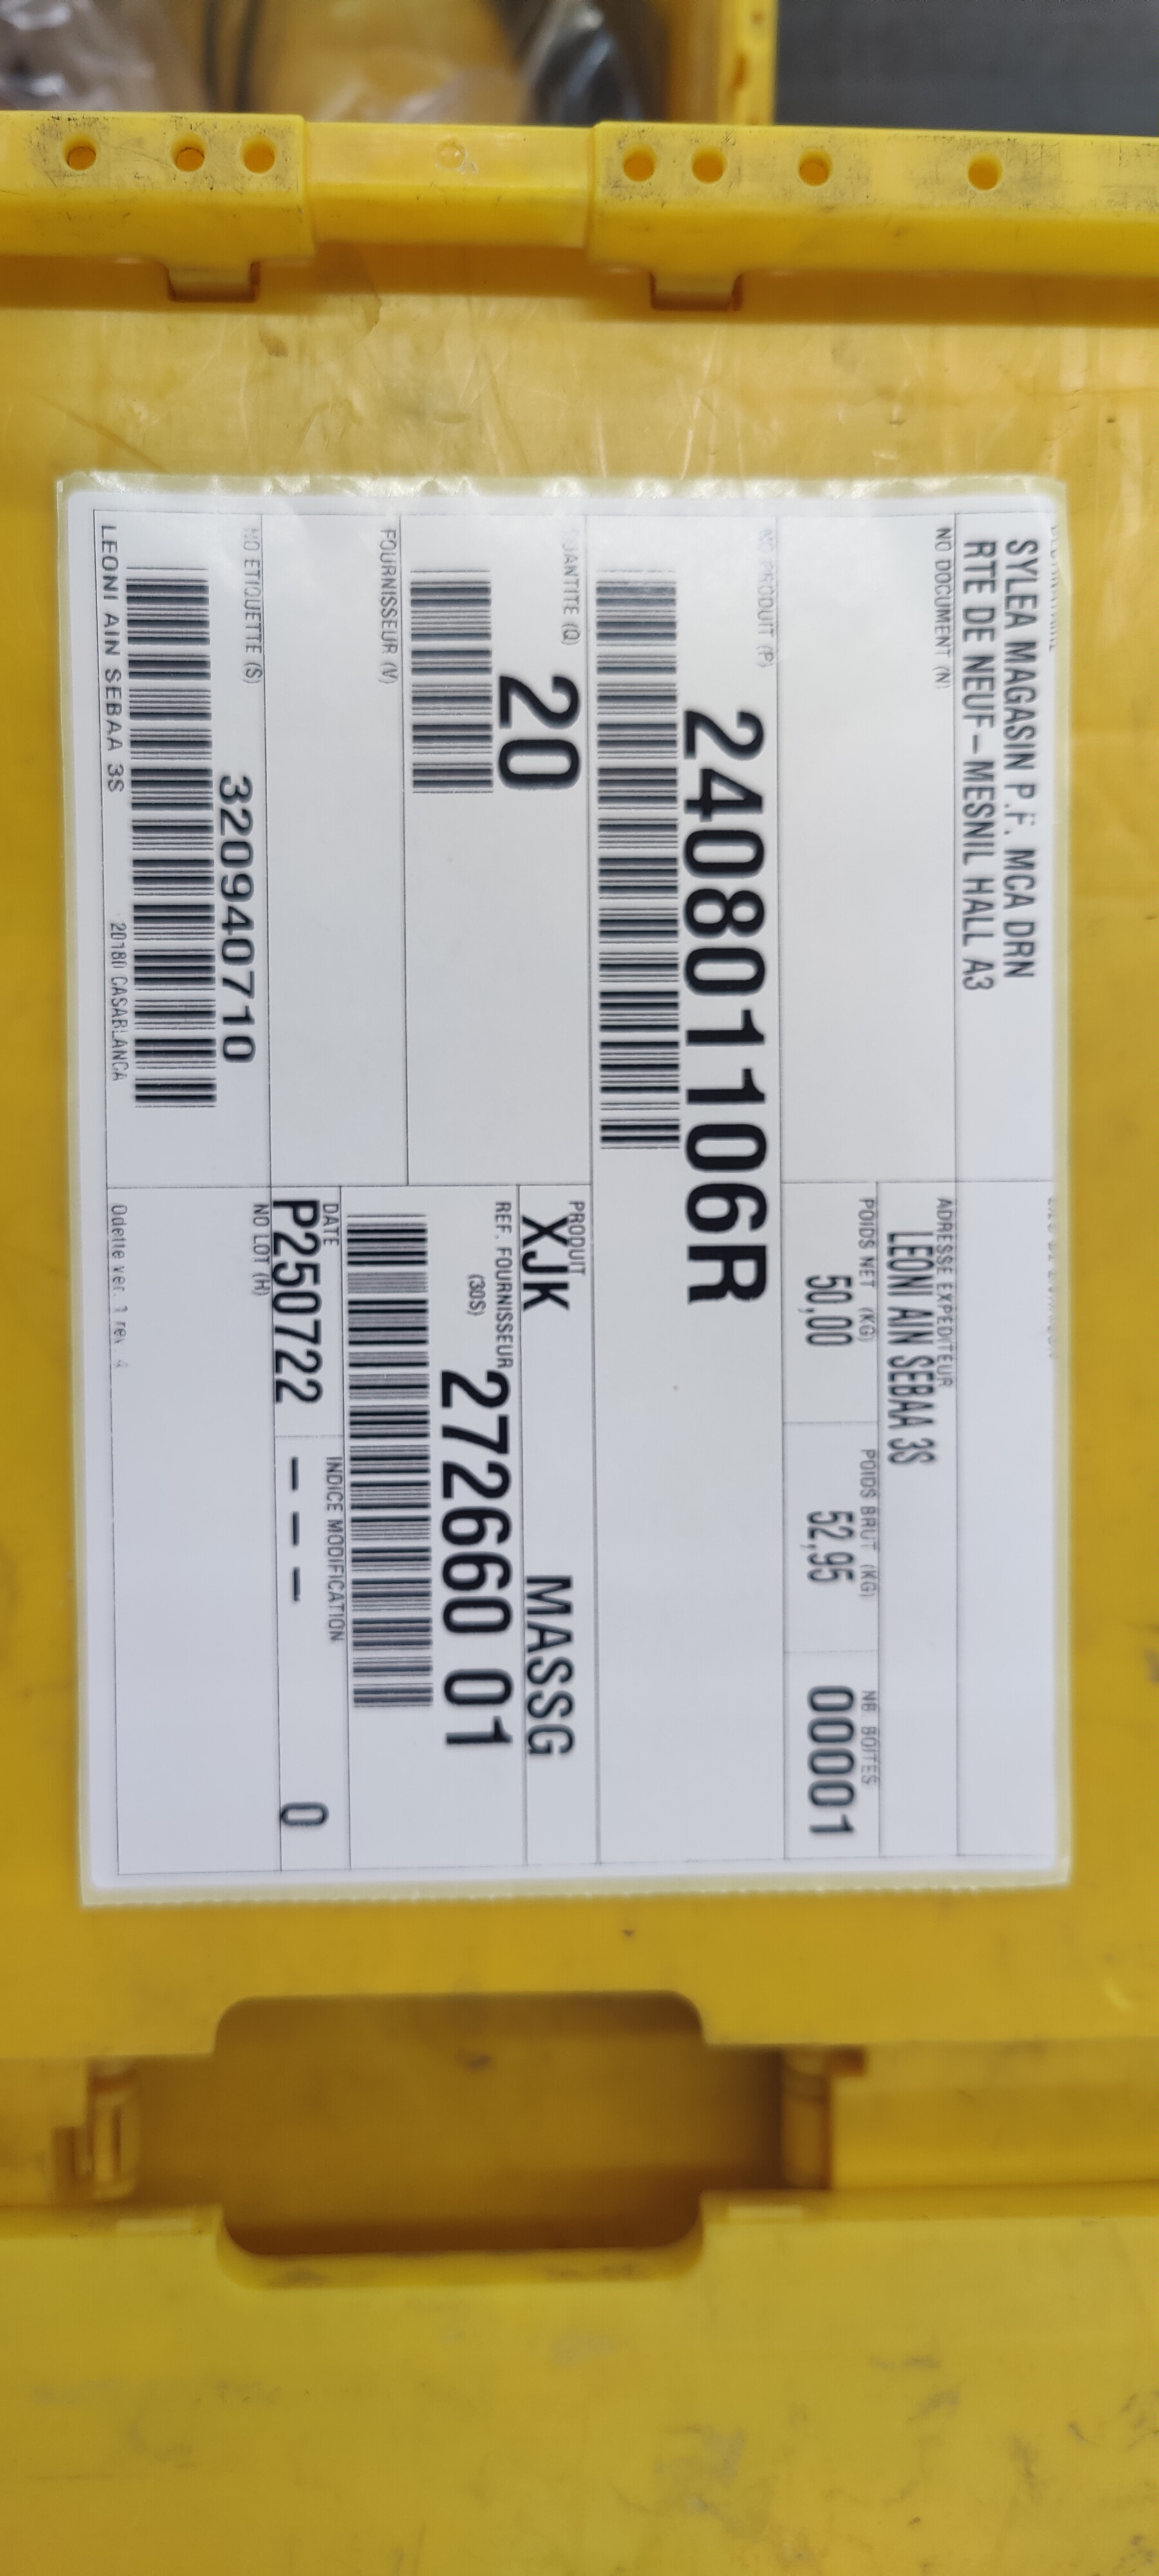 SYLEA MAGASIN P.F. MCA DRN
RTE DE NEUF-MESNIL HALL A3
NO DOCUMENT (N)
ADRESSE EXPEDITEUR
LEONI AIN SEBAA 3S
POIDS NET (KG)
50,00
POIDS BRUT (KG)
52,95
NB. BOITES
00001
NO PRODUIT (P)
240801106R
QUANTITE (Q)
20
PRODUIT
XJK MASSG
REF. FOURNISSEUR
(30S)
272660 01
FOURNISSEUR (V)
DATE
P250722
INDICE MODIFICATION
--- 0
NO ETIQUETTE (S)
320940710
NO LOT (H)
LEONI AIN SEBAA 3S 20180 CASABLANCA
Odette ver. 1 rev. 4